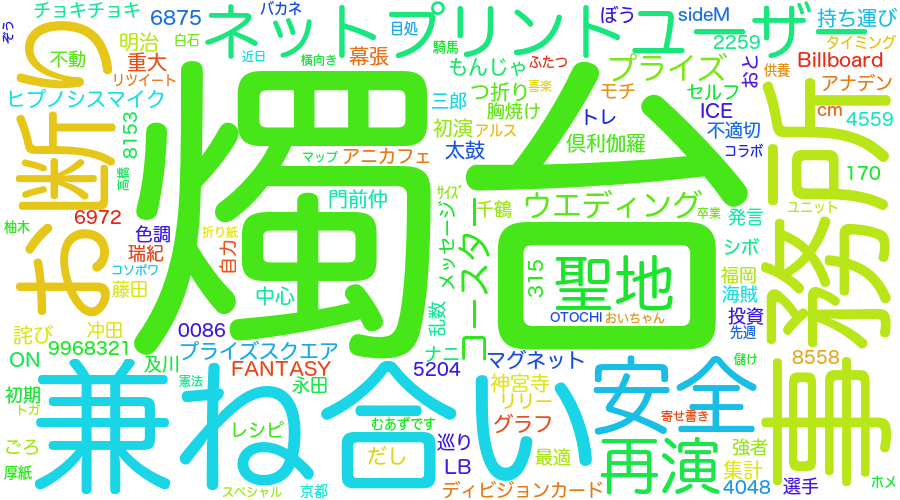 ぞう
チョキチョキ
6875
バカネ
目処
ネットプリントユーザー
ぼう
sideM
持ち運び
2259
タイミング
お断り
不動
明治
白石
近日
重大
リツイート
横向き
幕張
騎馬
もんじゃ
ふたつ
プライズ
おと
供養
Billboard
アナデン
ヒプノシスマイク
三郎
つ折り
喜楽
胸焼け
モチ
セルフ
ICE
cm
4559
8153
燭台
初演
アルス
トレ
不適切
太鼓
倶利伽羅
コラボ
マップ
アニカフェ
高橋
170
事務所
門前仲
サイズ
千鶴
ウエディング
卒業
ユニット
柚木
6972
色調
折り紙
自力
メッセージ
コースター
発言
シボ
瑞紀
コソボワ
藤田
中心
315
聖地
福岡
海賊
OTOCHI
おいちゃん
投資
先週
詫び
沖田
0086
乱数
ON
9968321
及川
プライズスクエア
ナニ
マグネット
8558
儲け
FANTASY
5204
初期
トガ
憲法
永田
神宮寺
リリー
兼ね合い
安全
寄せ書き
グラフ
むあずです
レシピ
巡り
ごろ
だし
最適
再演
強者
厚紙
LB
集計
スペシャル
京都
ディビジョンカード
4048
選手
ホメ